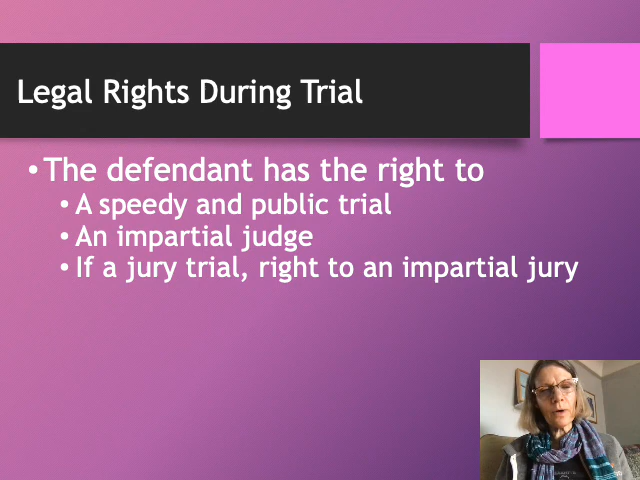 Legal Rights During Trial
• The defendant has the right to
• A speedy and public trial
• An impartial judge
• If a jury trial, right to an impartial jury